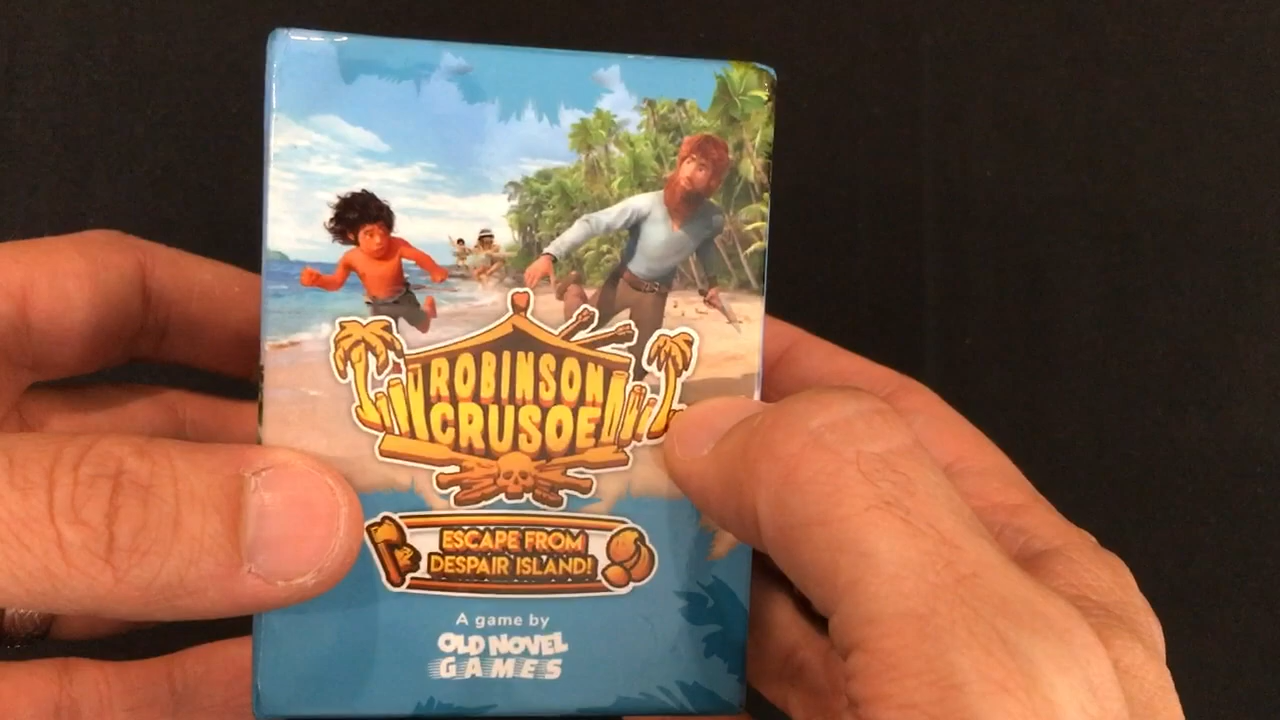 ROBINSON
CRUSOE
ESCAPE FROM
DESPAIR ISLAND!
A game by
OLD NOVEL
GAMES